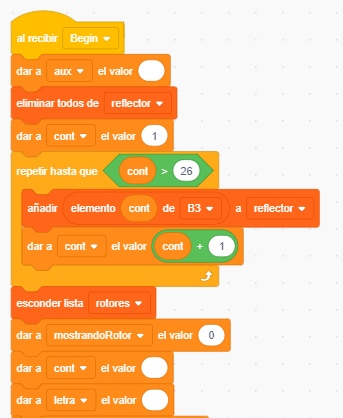 al recibir Begin
dar a aux el valor
eliminar todos de reflector
dar a cont el valor 1
repetir hasta que cont > 26
añadir elemento cont de B3 a reflector
dar a cont el valor cont + 1
esconder lista rotores
dar a mostrandoRotor el valor 0
dar a cont el valor
dar a letra el valor